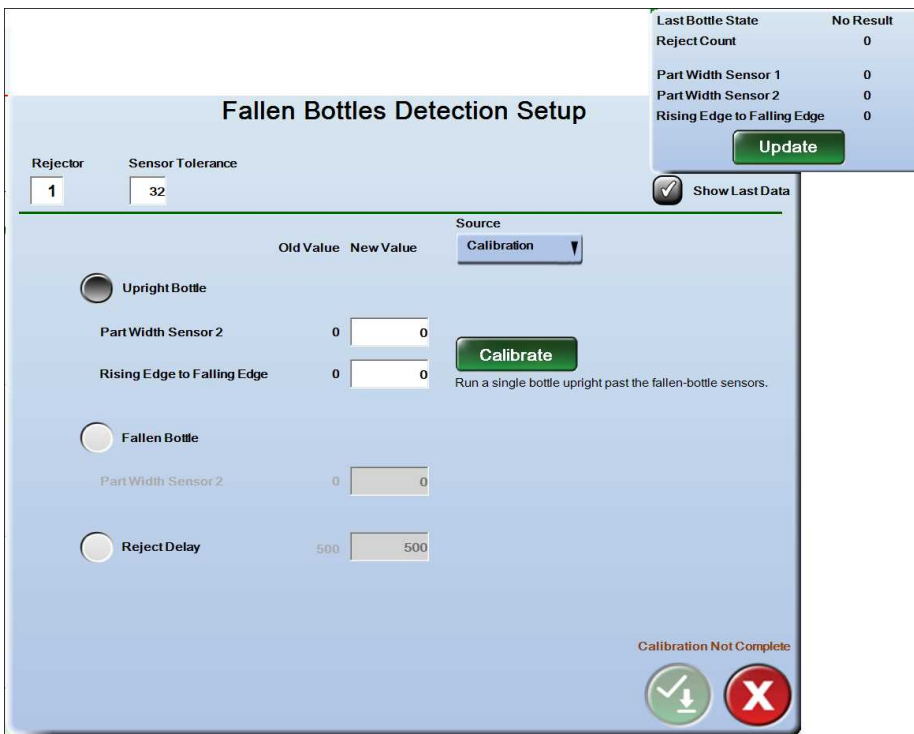 Last Bottle State No Result
Reject Count 0
Part Width Sensor 1 0
Part Width Sensor 2 0
Rising Edge to Falling Edge 0
Update
Fallen Bottles Detection Setup
Rejector Sensor Tolerance
1 32
Show Last Data
Source
Old Value New Value Calibration
Upright Bottle
Part Width Sensor 2 0 0
Calibrate
Rising Edge to Falling Edge 0 0
Run a single bottle upright past the fallen-bottle sensors.
Fallen Bottle
Part Width Sensor 2 0 0
Reject Delay 500 500
Calibration Not Complete
X